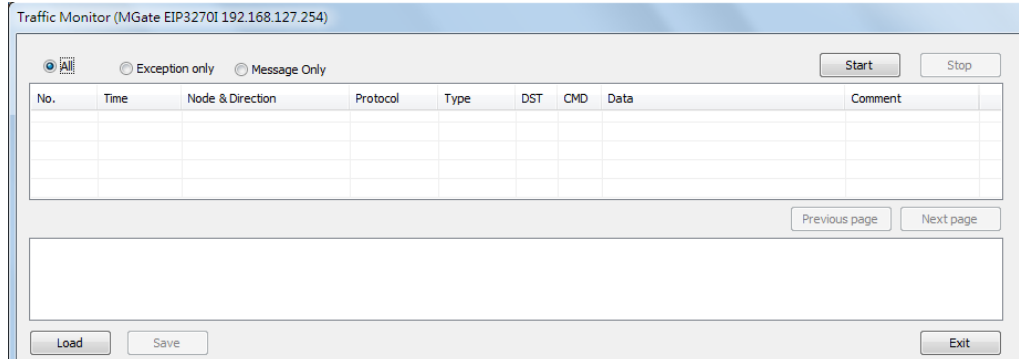 Traffic Monitor (MGate EIP3270I 192.168.127.254)
All Exception only Message Only Start Stop
No. Time Node & Direction Protocol Type DST CMD Data Comment
Previous page Next page
Load Save Exit